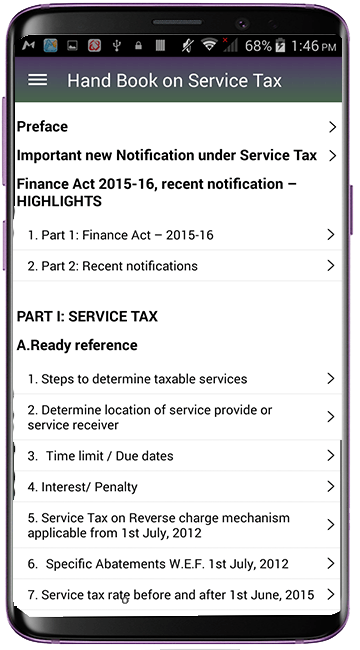 68% 1:46 PM
Hand Book on Service Tax
Preface
Important new Notification under Service Tax
Finance Act 2015-16, recent notification –
HIGHLIGHTS
1. Part 1: Finance Act – 2015-16
2. Part 2: Recent notifications
PART I: SERVICE TAX
A.Ready reference
1. Steps to determine taxable services
2. Determine location of service provide or
service receiver
3. Time limit / Due dates
4. Interest/ Penalty
5. Service Tax on Reverse charge mechanism
applicable from 1st July, 2012
6. Specific Abatements W.E.F. 1st July, 2012
7. Service tax rate before and after 1st June, 2015